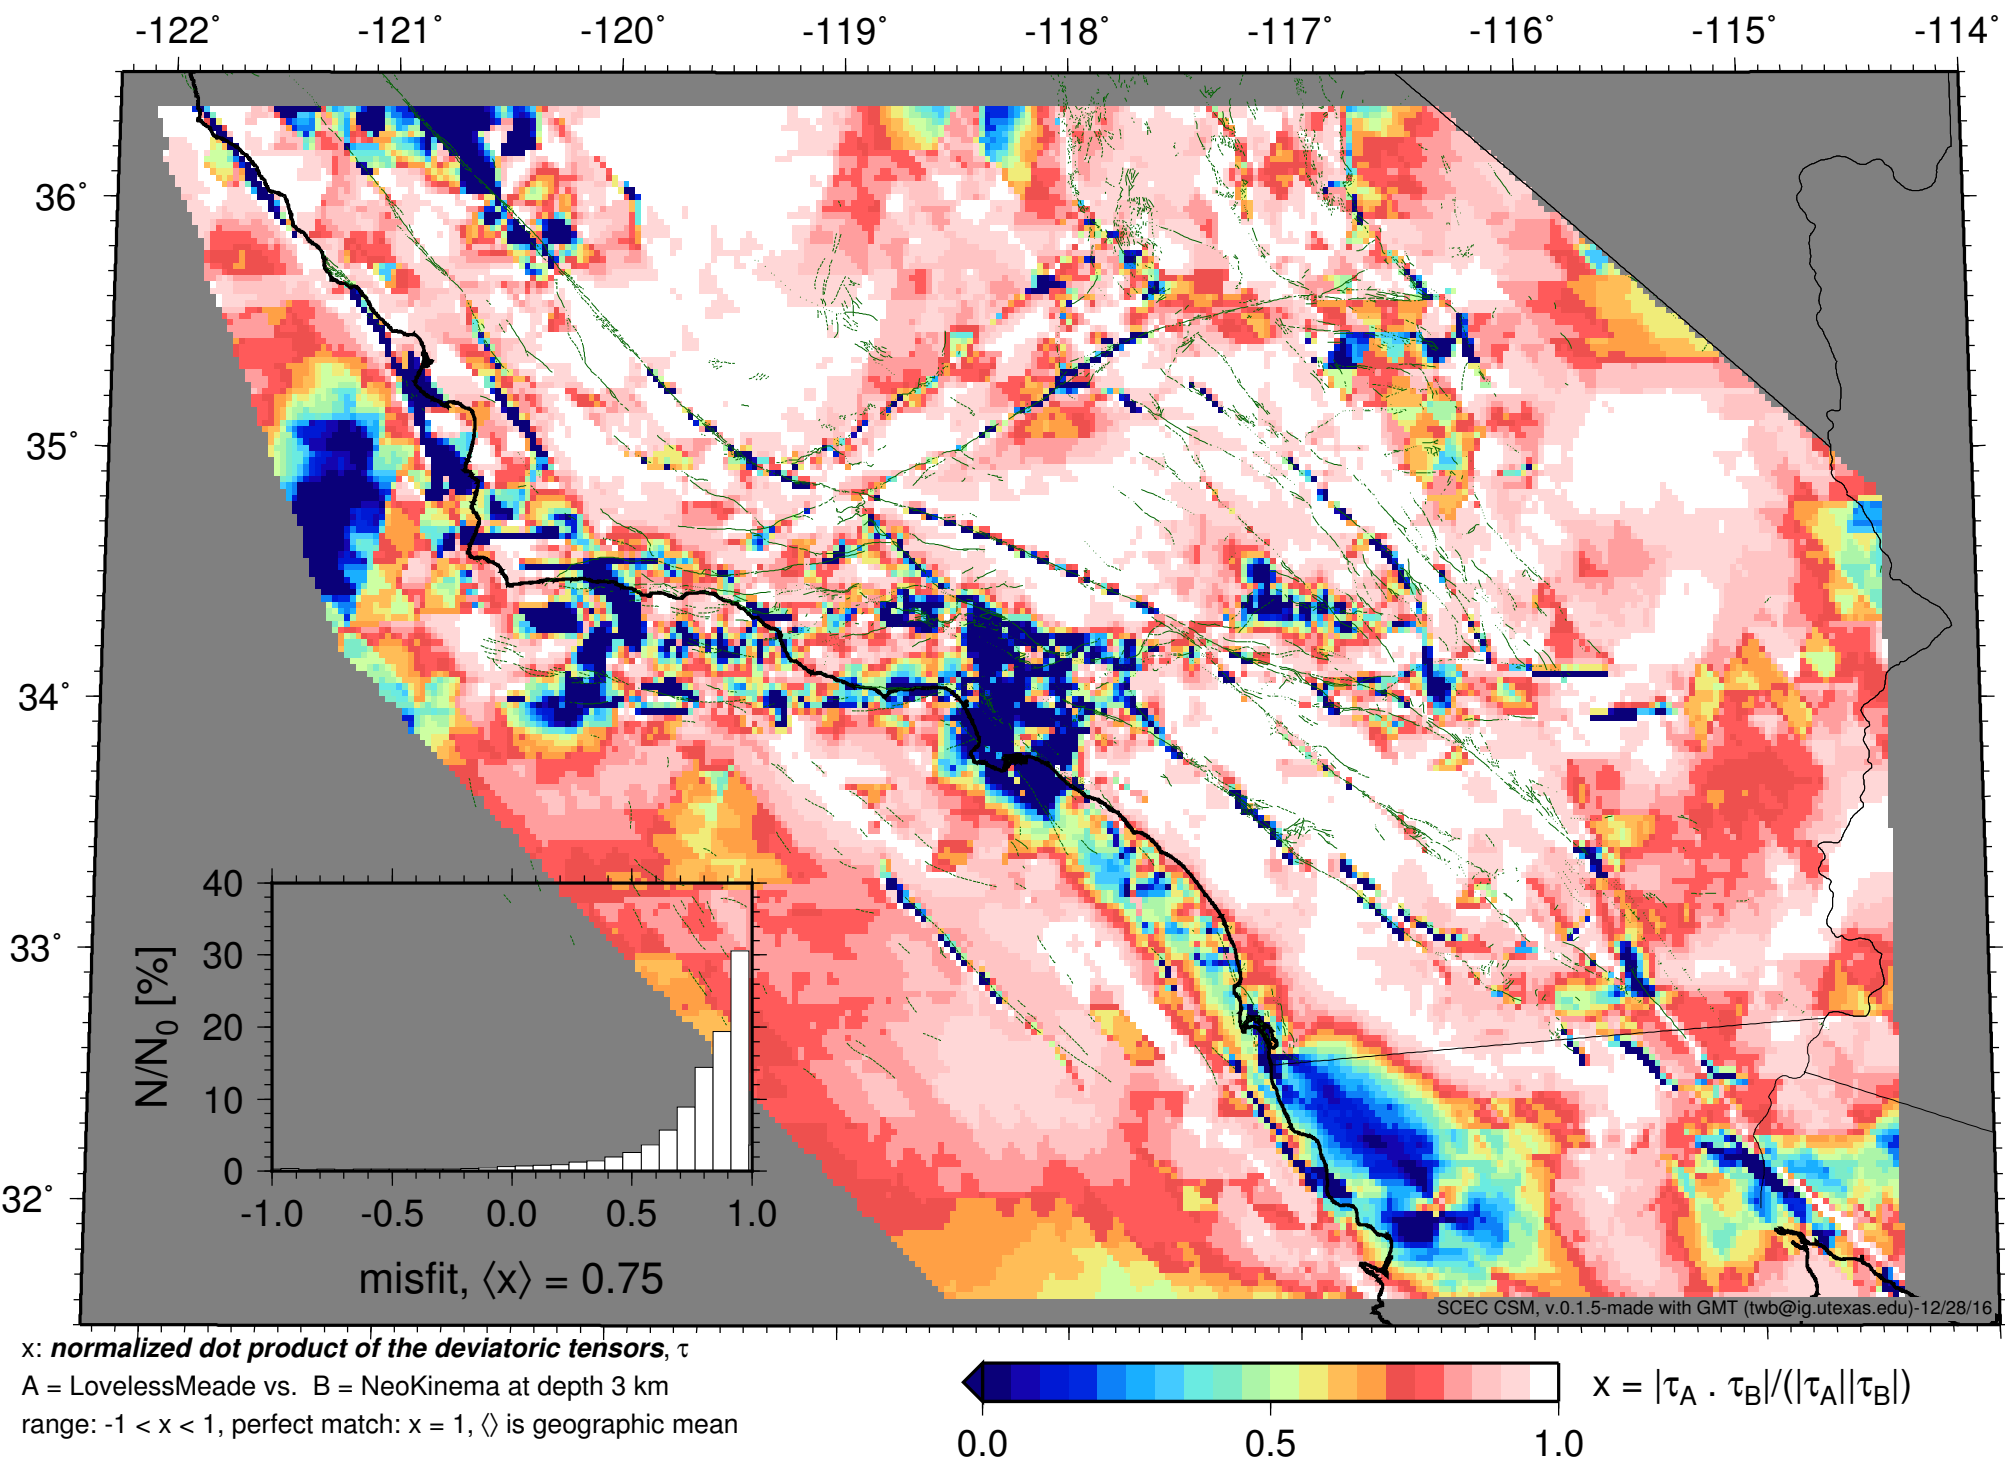 -122° -121° -120° -119° -118° -117° -116° -115° -114°
36°
35°
34°
33°
32°
40
30
20
10
0
N/N0 [%]
-1.0 -0.5 0.0 0.5 1.0
misfit, ⟨x⟩ = 0.75
SCEC CSM, v.0.1.5-made with GMT (twb@ig.utexas.edu)-12/28/16
x: normalized dot product of the deviatoric tensors, τ
A = LovelessMeade vs. B = NeoKinema at depth 3 km
range: -1 < x < 1, perfect match: x = 1, ⟨⟩ is geographic mean
x = |τA . τB|/(|τA||τB|)
0.0 0.5 1.0